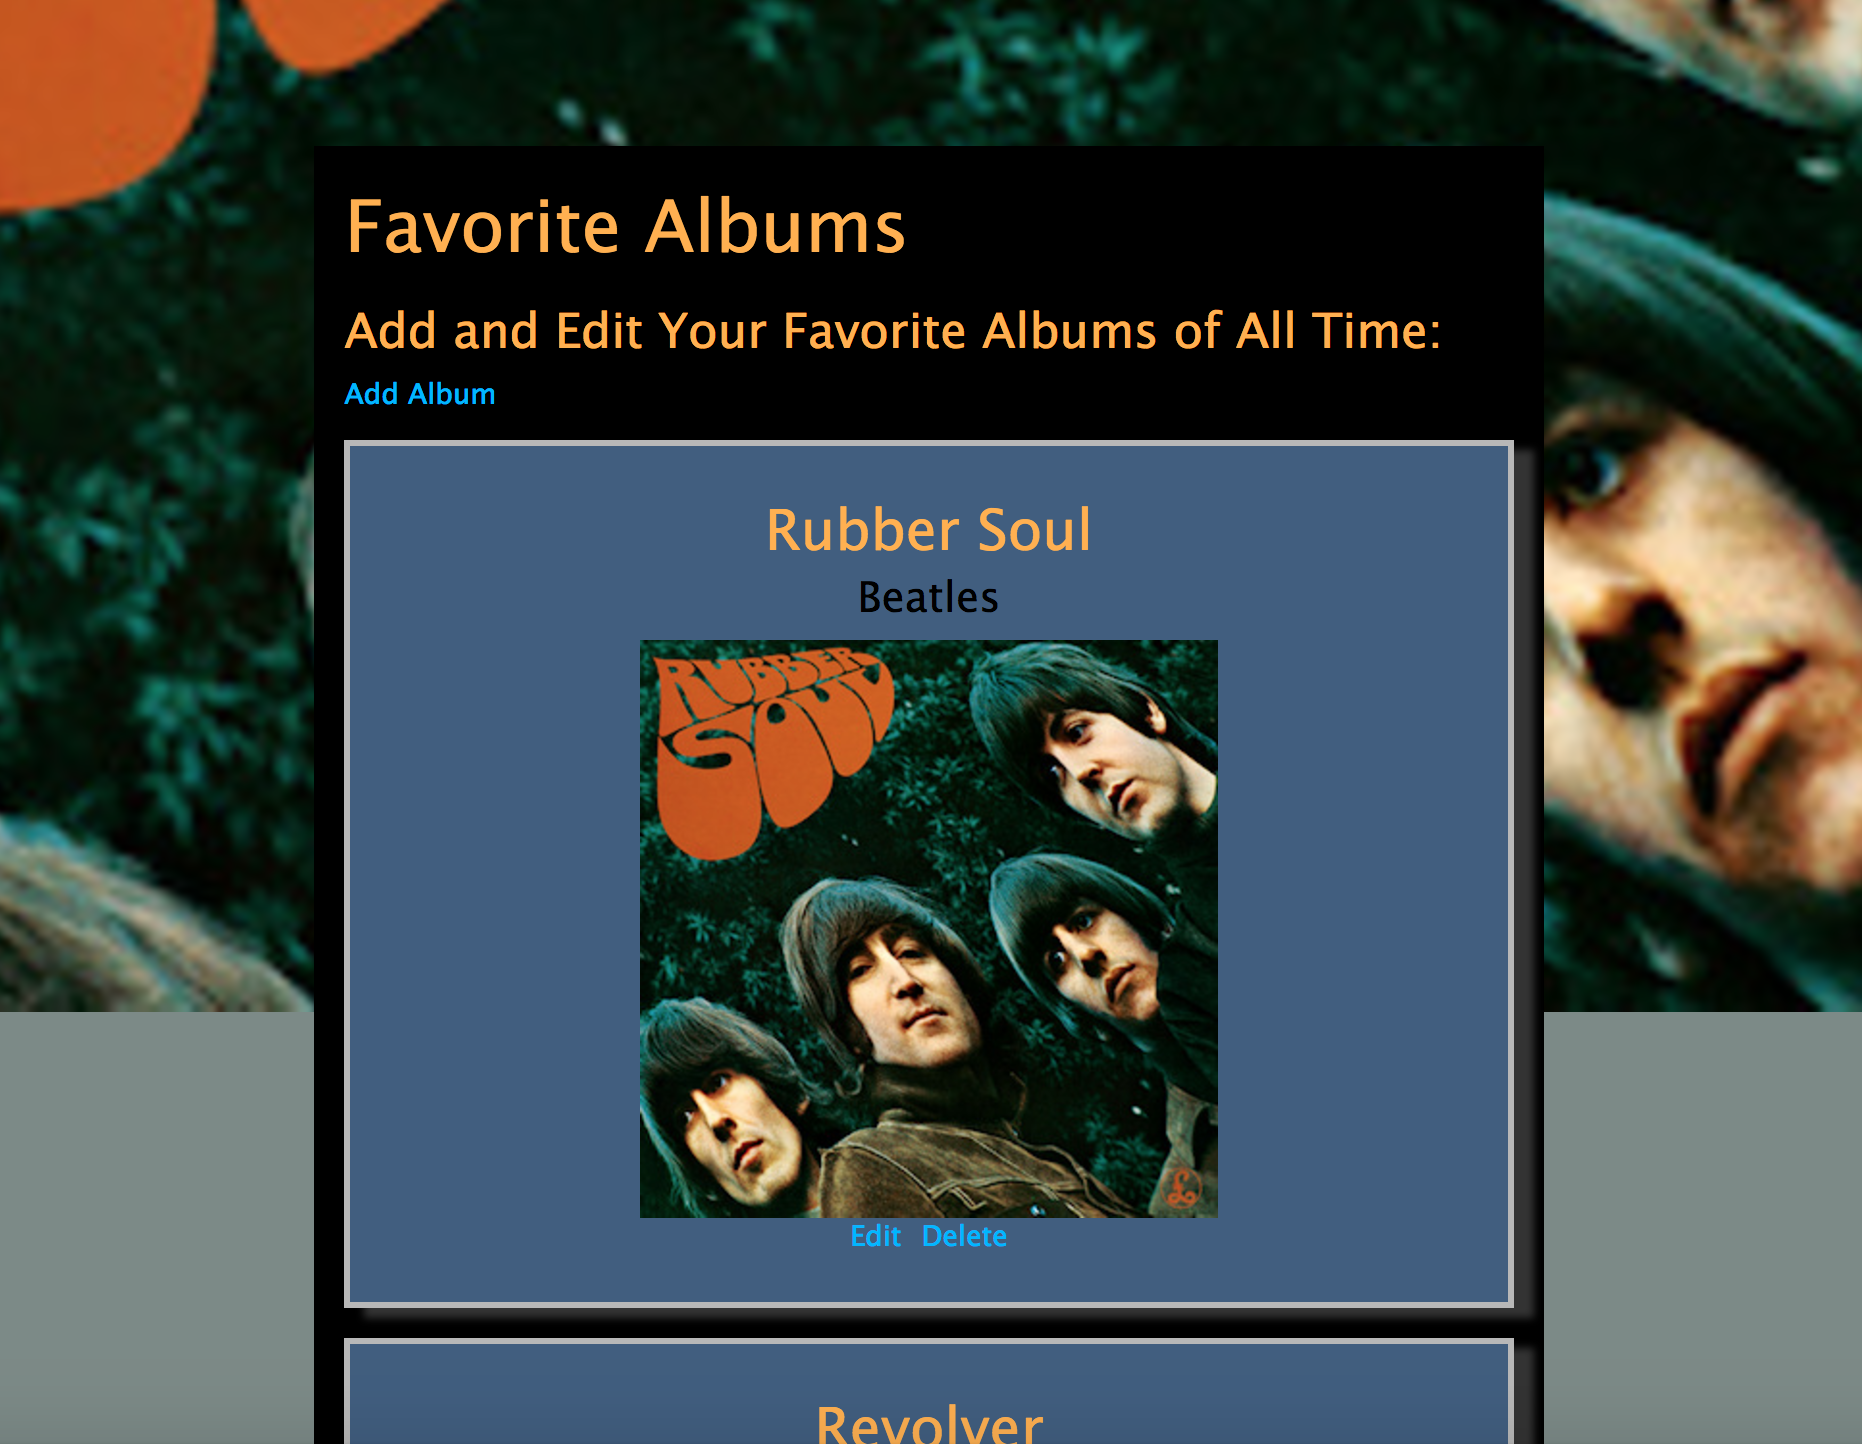 Favorite Albums
Add and Edit Your Favorite Albums of All Time:
Add Album
Rubber Soul
Beatles
RUBBER
SOUL
Edit Delete
Revolver